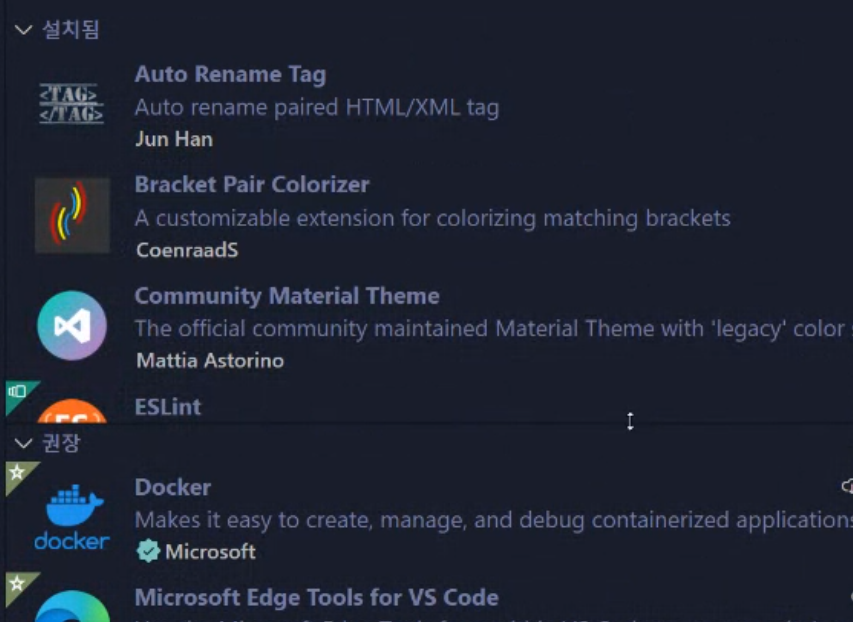 설치됨
<TAG>
</TAG>
Auto Rename Tag
Auto rename paired HTML/XML tag
Jun Han
Bracket Pair Colorizer
A customizable extension for colorizing matching brackets
CoenraadS
Community Material Theme
The official community maintained Material Theme with 'legacy' color
Mattia Astorino
ESLint
권장
Docker
Makes it easy to create, manage, and debug containerized applications
docker
Microsoft
Microsoft Edge Tools for VS Code